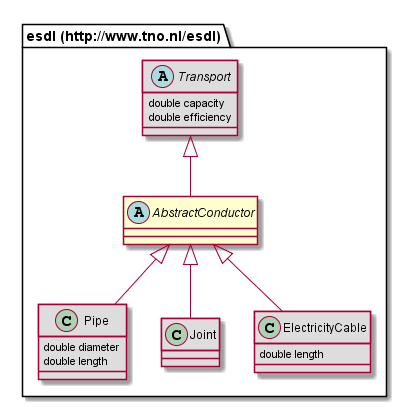 esdl (http://www.tno.nl/esdl)
A Transport
double capacity
double efficiency
A AbstractConductor
C Pipe
double diameter
double length
C Joint
C ElectricityCable
double length